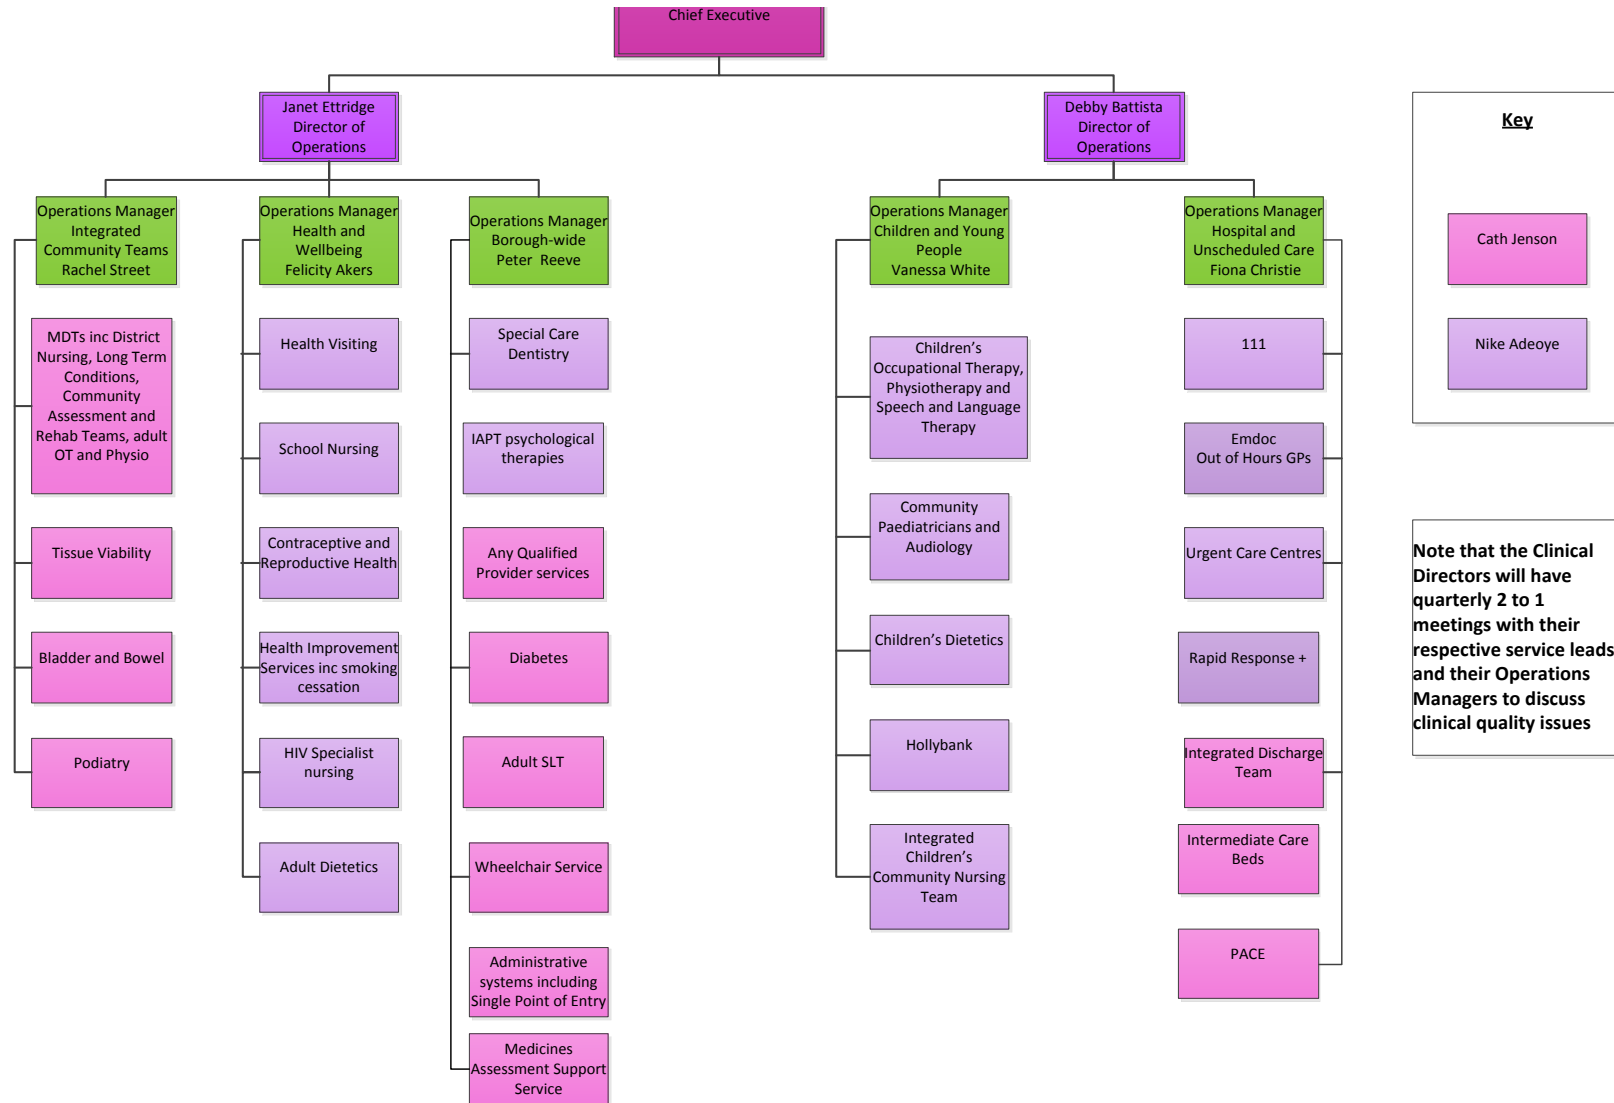 Chief Executive
Janet Ettridge
Director of
Operations
Debby Battista
Director of
Operations
Key
Operations Manager
Integrated
Community Teams
Rachel Street
Operations Manager
Health and
Wellbeing
Felicity Akers
Operations Manager
Borough-wide
Peter  Reeve
Operations Manager
Children and Young
People
Vanessa White
Operations Manager
Hospital and
Unscheduled Care
Fiona Christie
Cath Jenson
Nike Adeoye
MDTs inc District
Nursing, Long Term
Conditions,
Community
Assessment and
Rehab Teams, adult
OT and Physio
Tissue Viability
Bladder and Bowel
Podiatry
Health Visiting
School Nursing
Contraceptive and
Reproductive Health
Health Improvement
Services inc smoking
cessation
HIV Specialist
nursing
Adult Dietetics
Special Care
Dentistry
IAPT psychological
therapies
Any Qualified
Provider services
Diabetes
Adult SLT
Wheelchair Service
Administrative
systems including
Single Point of Entry
Medicines
Assessment Support
Service
Children’s
Occupational Therapy,
Physiotherapy and
Speech and Language
Therapy
Community
Paediatricians and
Audiology
Children’s Dietetics
Hollybank
Integrated
Children’s
Community Nursing
Team
111
Emdoc
Out of Hours GPs
Urgent Care Centres
Rapid Response +
Integrated Discharge
Team
Intermediate Care
Beds
PACE
Note that the Clinical
Directors will have
quarterly 2 to 1
meetings with their
respective service leads
and their Operations
Managers to discuss
clinical quality issues